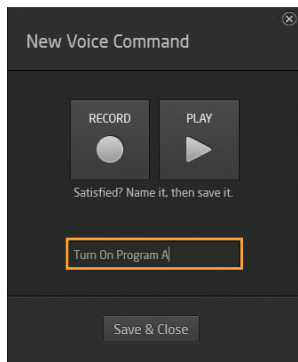 New Voice Command
RECORD PLAY
Satisfied? Name it, then save it.
Turn On Program A
Save & Close